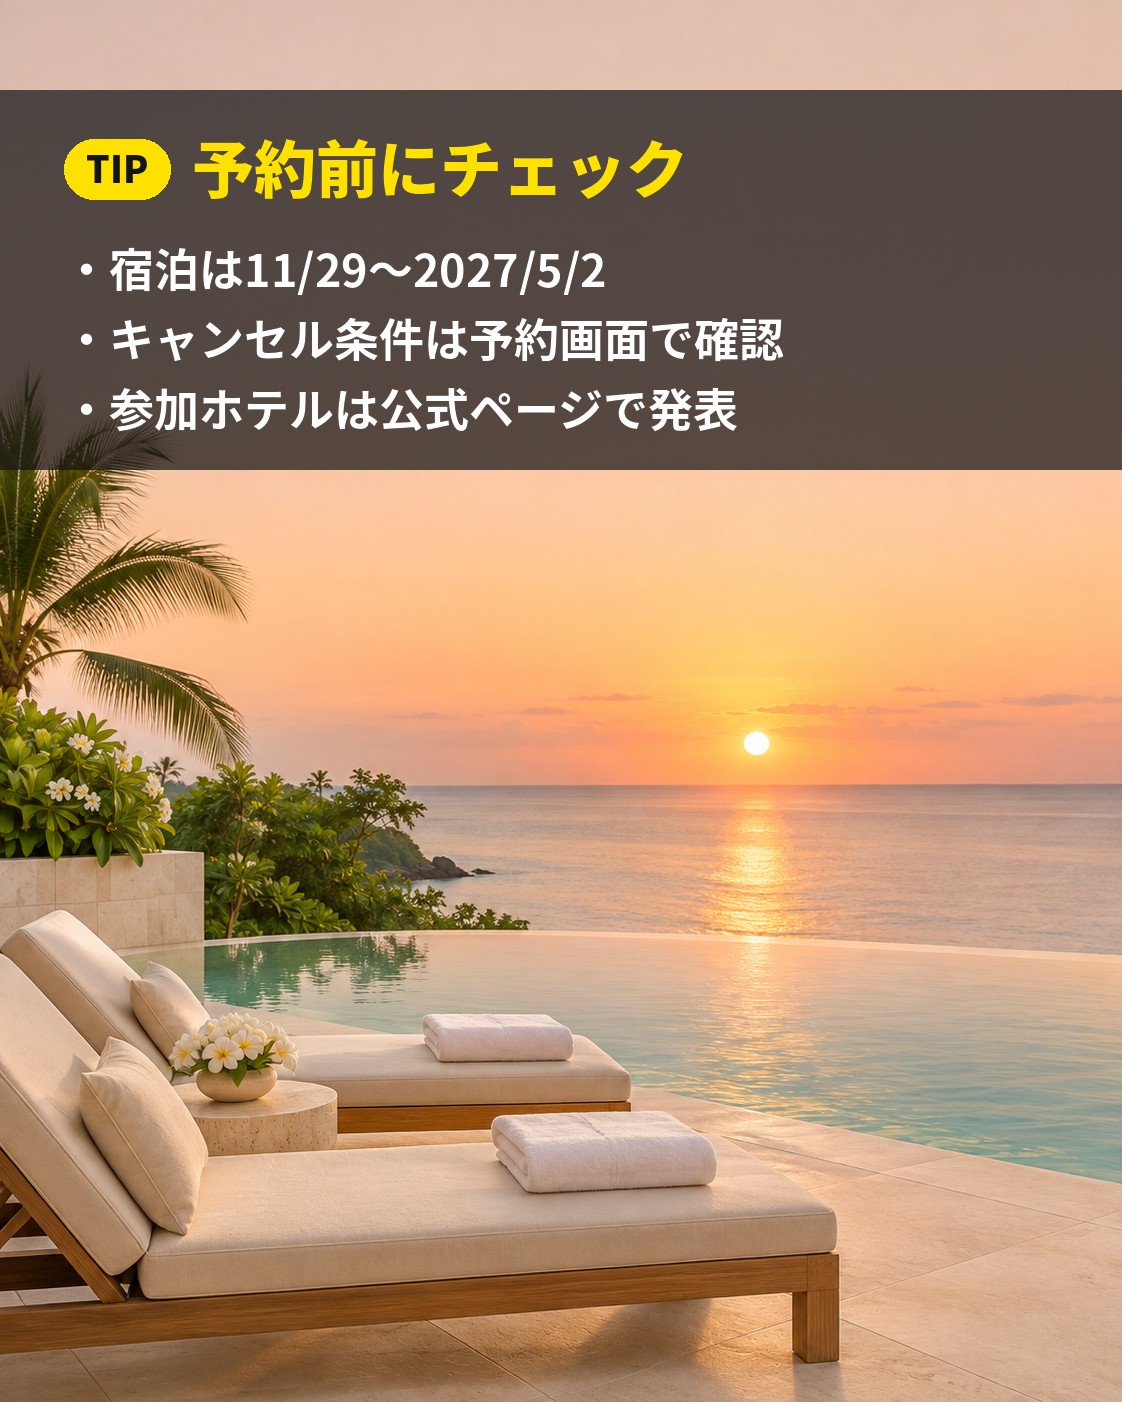 TIP 予約前にチェック
・宿泊は11/29〜2027/5/2
・キャンセル条件は予約画面で確認
・参加ホテルは公式ページで発表